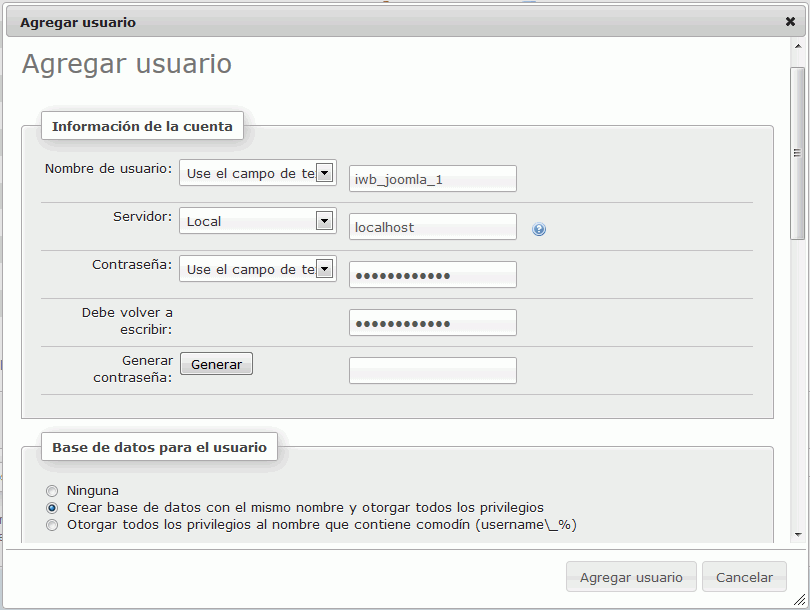 Agregar usuario
Agregar usuario
Información de la cuenta
Nombre de usuario: Use el campo de te iwb_joomla_1
Servidor: Local localhost
Contraseña: Use el campo de te ••••••••••••
Debe volver a
escribir: ••••••••••••
Generar
contraseña: Generar
Base de datos para el usuario
Ninguna
Crear base de datos con el mismo nombre y otorgar todos los privilegios
Otorgar todos los privilegios al nombre que contiene comodín (username\_%)
Agregar usuario Cancelar